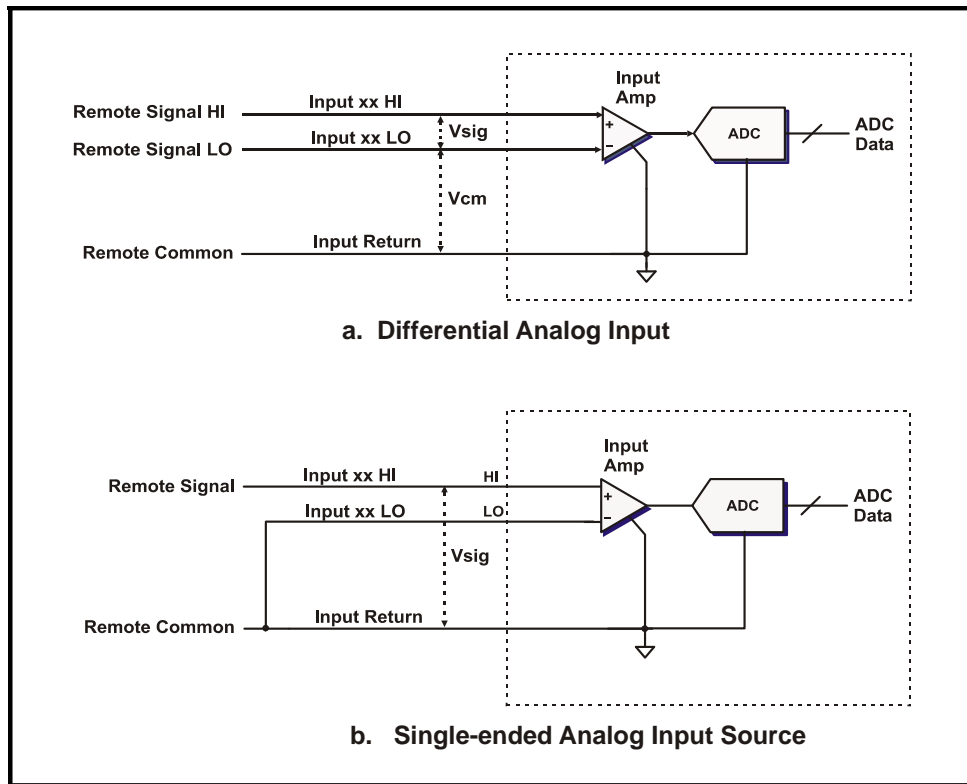 Input
Amp
Remote Signal HI
Input xx HI
+
ADC
ADC
Data
Vsig
Remote Signal LO
Input xx LO
−
Vcm
Remote Common
Input Return
a. Differential Analog Input
Input
Amp
Remote Signal
Input xx HI
HI
+
ADC
ADC
Data
Input xx LO
LO
−
Vsig
Remote Common
Input Return
b. Single-ended Analog Input Source